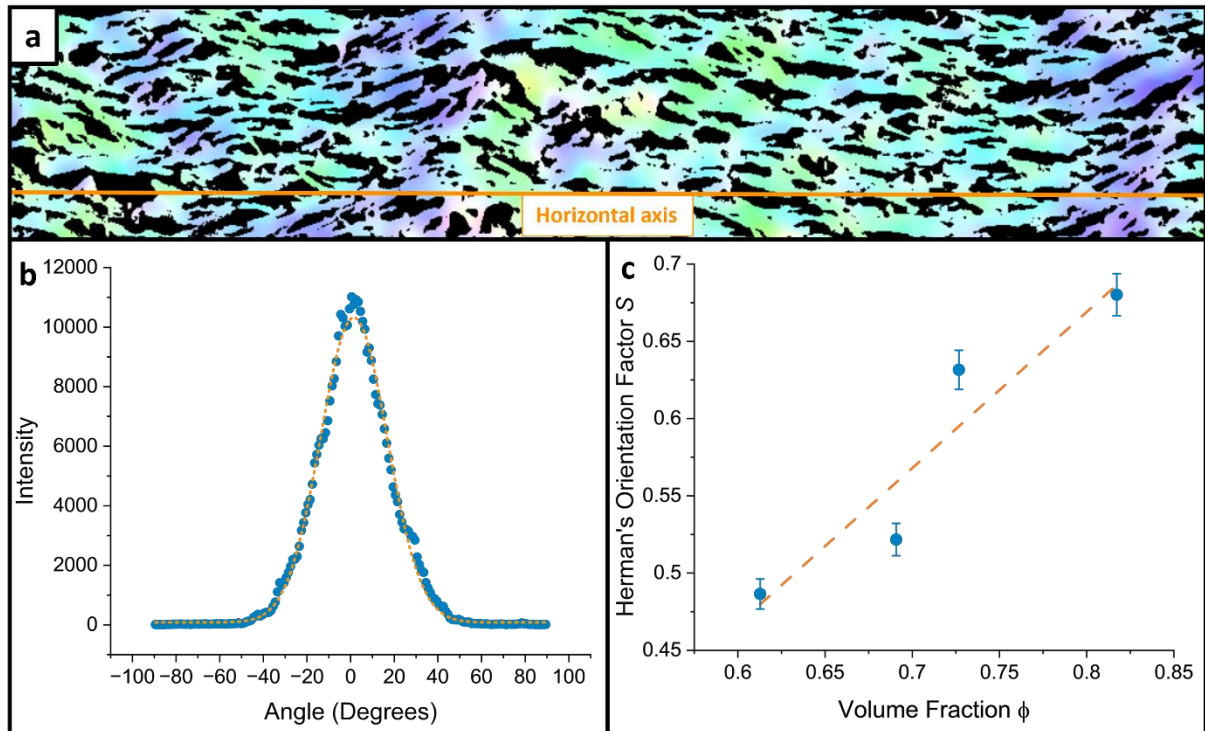 a
Horizontal axis
b
12000
10000
8000
6000
4000
2000
0
Intensity
−100 −80 −60 −40 −20 0 20 40 60 80 100
Angle (Degrees)
c
0.7
0.65
0.6
0.55
0.5
0.45
Herman's Orientation Factor S
0.6 0.65 0.7 0.75 0.8 0.85
Volume Fraction ϕ